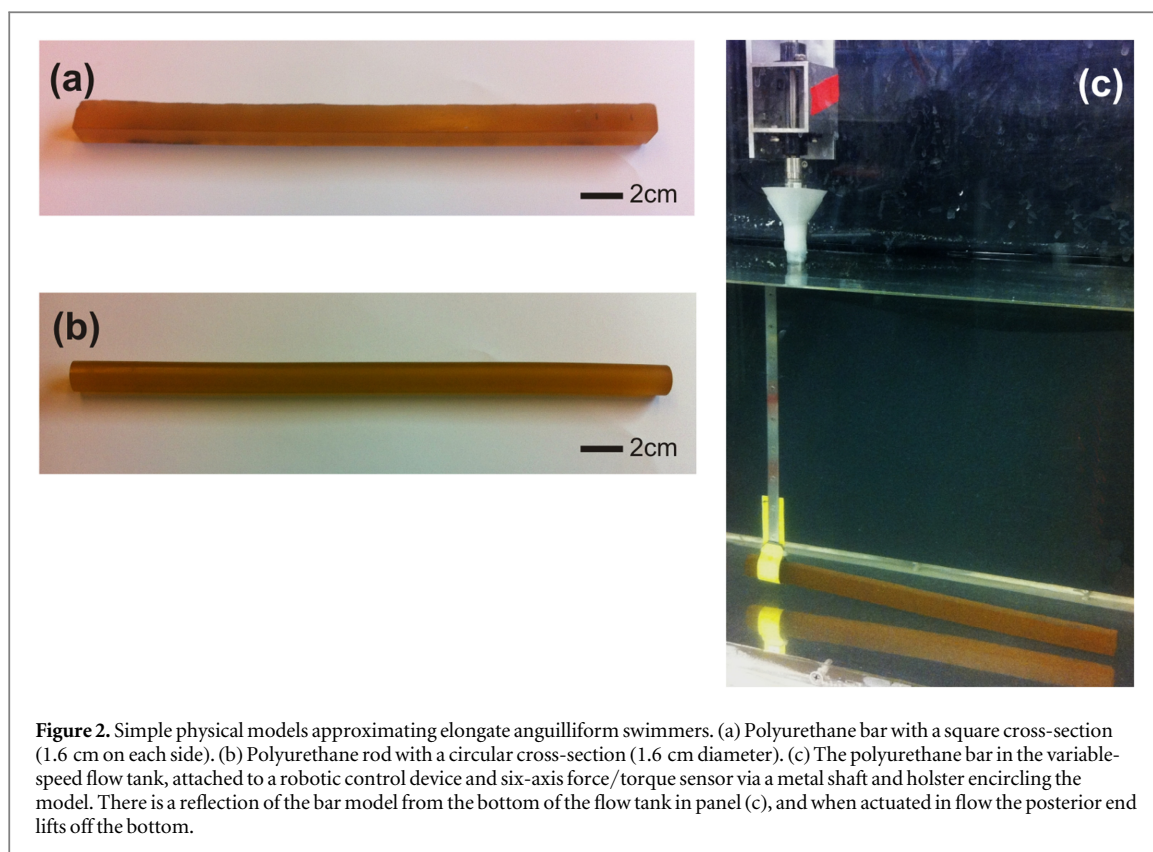 (a)
2cm
(b)
2cm
(c)
Figure 2. Simple physical models approximating elongate anguilliform swimmers. (a) Polyurethane bar with a square cross-section
(1.6 cm on each side). (b) Polyurethane rod with a circular cross-section (1.6 cm diameter). (c) The polyurethane bar in the variable-
speed flow tank, attached to a robotic control device and six-axis force/torque sensor via a metal shaft and holster encircling the
model. There is a reflection of the bar model from the bottom of the flow tank in panel (c), and when actuated in flow the posterior end
lifts off the bottom.